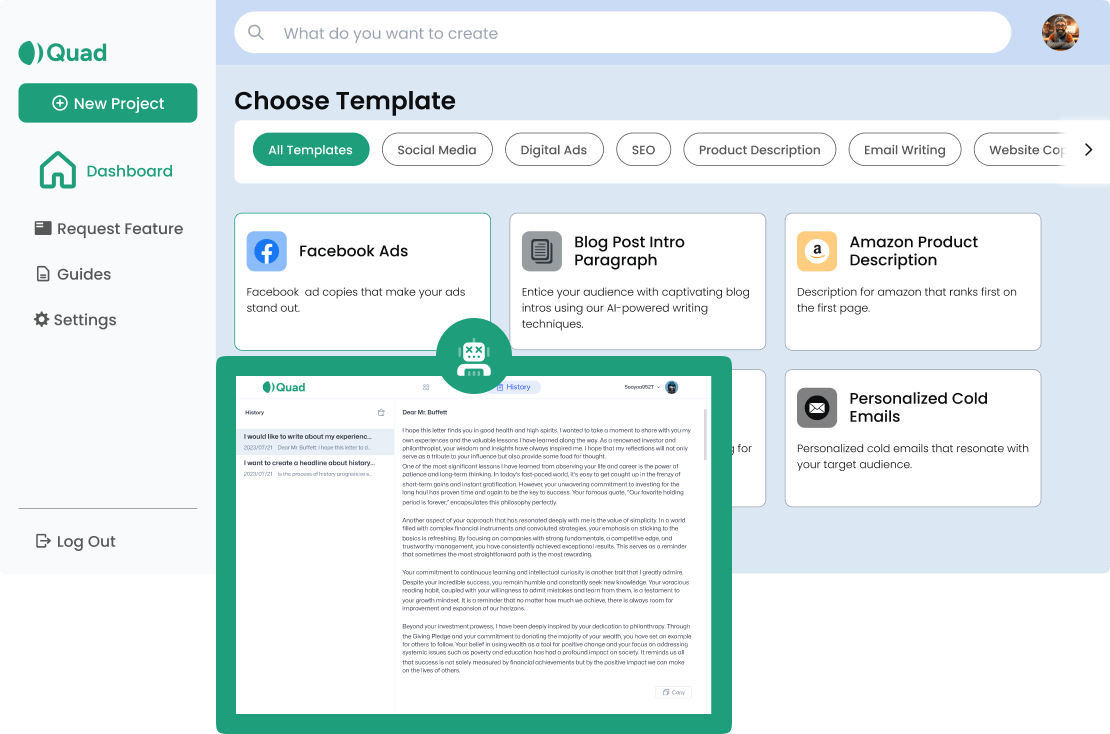 Quad
New Project
Dashboard
Request Feature
Guides
Settings
Log Out
What do you want to create
Choose Template
All Templates
Social Media
Digital Ads
SEO
Product Description
Email Writing
Website Cop
Facebook Ads
Facebook ad copies that make your ads
stand out.
Blog Post Intro
Paragraph
Entice your audience with captivating blog
intros using our AI-powered writing
techniques.
Amazon Product
Description
Description for amazon that ranks first on
the first page.
for
Personalized Cold
Emails
Personalized cold emails that resonate with
your target audience.
Quad
History
History
I would like to write about my experienc...
2023/07/21 Dear Mr. Buffett I hope this letter to d...
I want to create a headline about history...
2023/07/21 is the process of history progressive s...
Dear Mr. Buffett
I hope this letter finds you in good health and high spirits. I wanted to take a moment to share with you my
own experiences and the valuable lessons I have learned along the way. As a renowned investor and
philanthropist, your wisdom and insights have always inspired me. I hope that my reflections will not only
serve as a tribute to your influence but also provide some food for thought.
One of the most significant lessons I have learned from observing your life and career is the power of
patience and long-term thinking. In today's fast-paced world, it's easy to get caught up in the frenzy of
short-term gains and instant gratification. However, your unwavering commitment to investing for the
long haul has proven time and again to be the key to success. Your famous quote, "Our favorite holding
period is forever," encapsulates this philosophy perfectly.
Another aspect of your approach that has resonated deeply with me is the value of simplicity. In a world
filled with complex financial instruments and convoluted strategies, your emphasis on sticking to the
basics is refreshing. By focusing on companies with strong fundamentals, a competitive edge, and
trustworthy management, you have consistently achieved exceptional results. This serves as a reminder
that sometimes the most straightforward path is the most rewarding.
Your commitment to continuous learning and intellectual curiosity is another trait that I greatly admire.
Despite your incredible success, you remain humble and constantly seek new knowledge. Your voracious
reading habit, coupled with your willingness to admit mistakes and learn from them, is a testament to
your growth mindset. It is a reminder that no matter how much we achieve, there is always room for
improvement and expansion of our horizons.
Beyond your investment prowess, I have been deeply inspired by your dedication to philanthropy. Through
the Giving Pledge and your commitment to donating the majority of your wealth, you have set an example
for others to follow. Your belief in using wealth as a tool for positive change and your focus on addressing
systemic issues such as poverty and education has had a profound impact on society. It reminds us all
that success is not solely measured by financial achievements but by the positive impact we can make
on the lives of others.
Copy